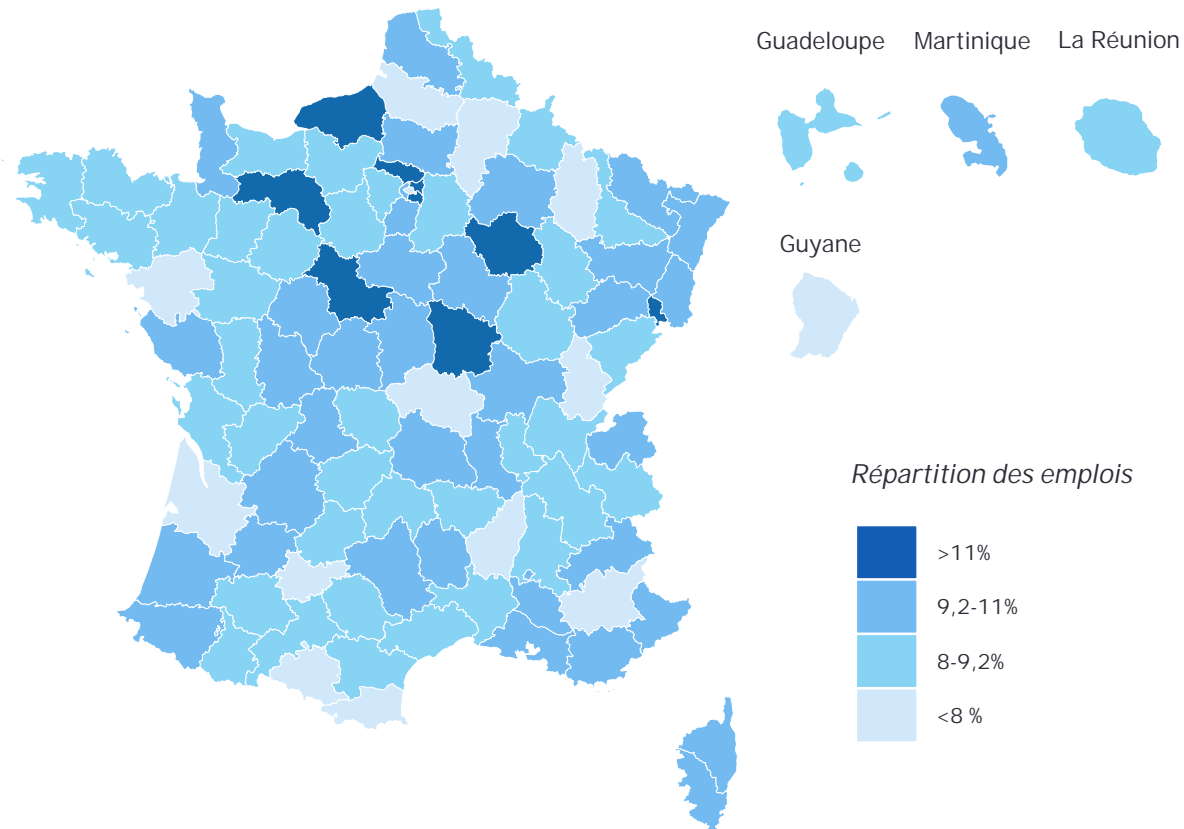 Guadeloupe
Martinique
La Réunion
Guyane
Répartition des emplois
>11%
9,2-11%
8-9,2%
<8 %